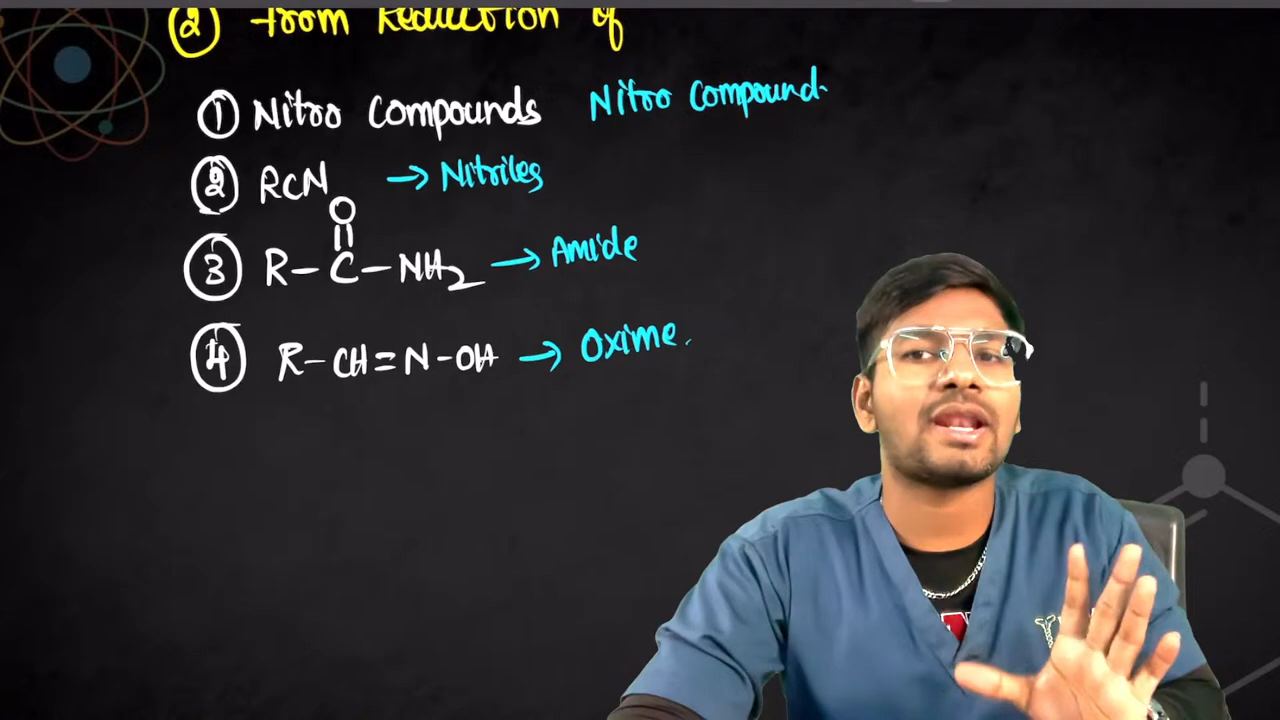 ② from Reduction of
① Nitro Compounds Nitro Compound.
② RCN → Nitriles
O
||
③ R-C-NH2 → Amide
④ R-CH=N-OH → Oxime.